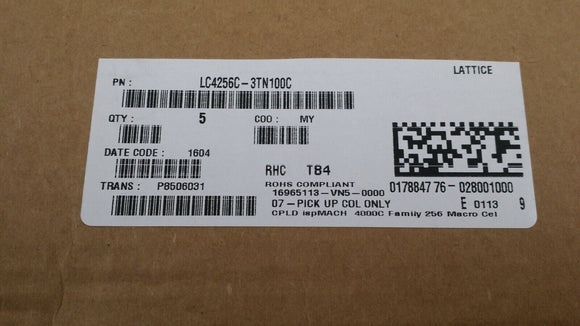 LATTICE
PN : LC4256C-3TN100C
QTY : 5 COO : MY
DATE CODE : 1604
RHC T84
TRANS : P8506031
ROHS COMPLIANT
16965113-VN5-0000
0178847 76-028001000
07-PICK UP COL ONLY
E 0113 9
CPLD ispMACH 4000C Family 256 Macro Cel